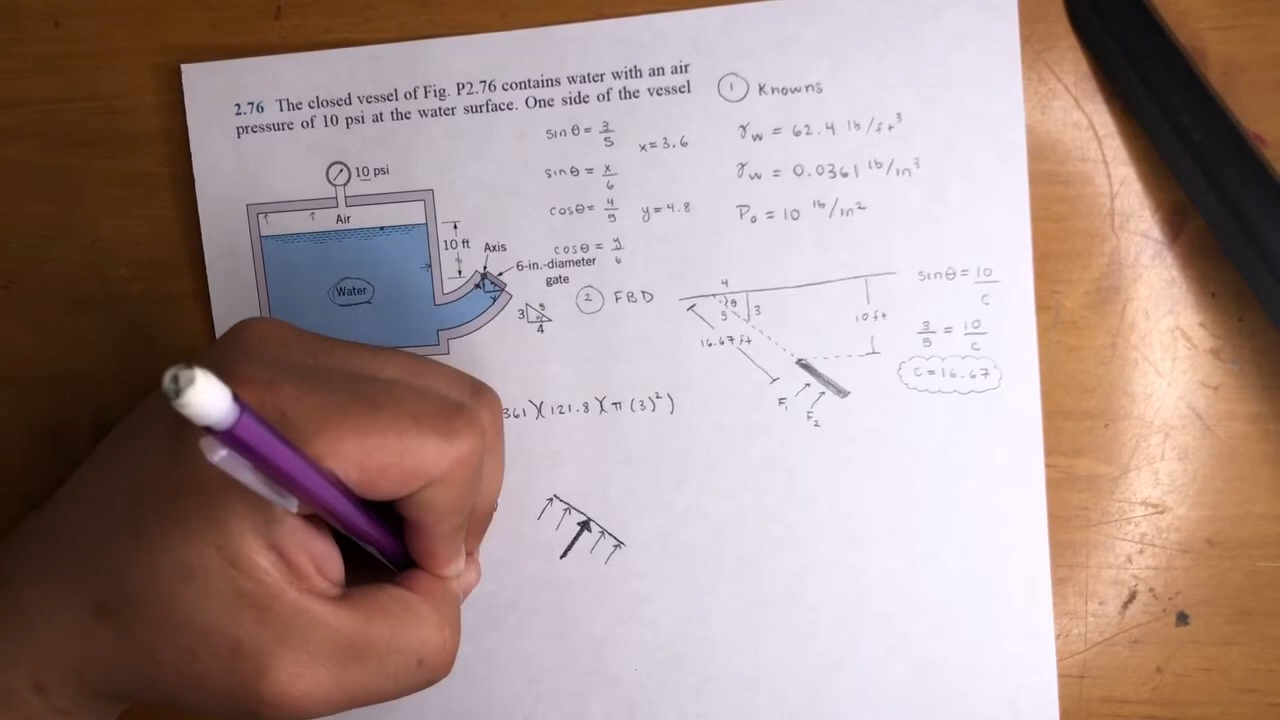 2.76 The closed vessel of Fig. P2.76 contains water with an air
pressure of 10 psi at the water surface. One side of the vessel
10 psi
Air
10 ft
Axis
6-in.-diameter
gate
Water
3
5
θ
4
sin θ = 3/5
x = 3.6
sin θ = x/6
cos θ = 4/5 y = 4.8
cos θ = y/6
① Knowns
γw = 62.4 lb/ft³
γw = 0.0361 lb/in³
P₀ = 10 lb/in²
② FBD
4
θ
5
3
16.67 ft
10 ft
F₁
F₂
sin θ = 10/c
3/5 = 10/c
c = 16.67
361)(121.8)(π(3)²)